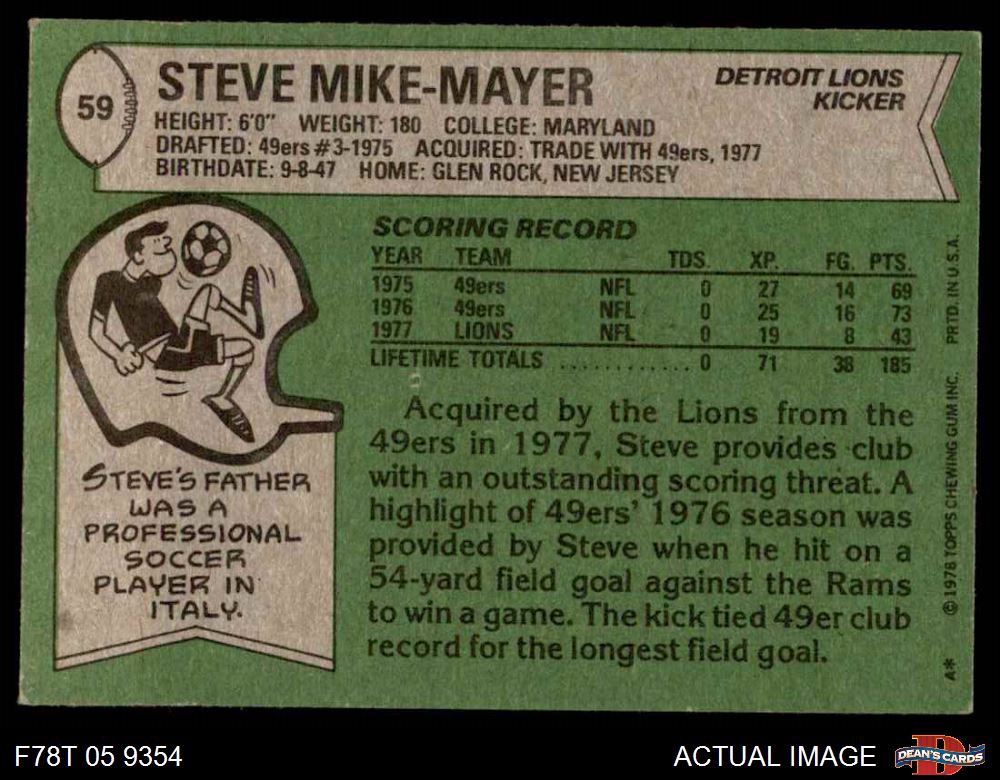 59
STEVE MIKE-MAYER
DETROIT LIONS
KICKER
HEIGHT: 6'0" WEIGHT: 180 COLLEGE: MARYLAND
DRAFTED: 49ers #3-1975 ACQUIRED: TRADE WITH 49ers, 1977
BIRTHDATE: 9-8-47 HOME: GLEN ROCK, NEW JERSEY
STEVE'S FATHER
WAS A
PROFESSIONAL
SOCCER
PLAYER IN
ITALY.
SCORING RECORD
YEAR TEAM TDS. XP. FG. PTS.
1975 49ers NFL 0 27 14 69
1976 49ers NFL 0 25 16 73
1977 LIONS NFL 0 19 8 43
LIFETIME TOTALS ............ 0 71 38 185
Acquired by the Lions from the
49ers in 1977, Steve provides club
with an outstanding scoring threat. A
highlight of 49ers' 1976 season was
provided by Steve when he hit on a
54-yard field goal against the Rams
to win a game. The kick tied 49er club
record for the longest field goal.
A* © 1978 TOPPS CHEWING GUM INC. PRTD. IN U.S.A.
F78T 05 9354
ACTUAL IMAGE
D
DEAN'S CARDS